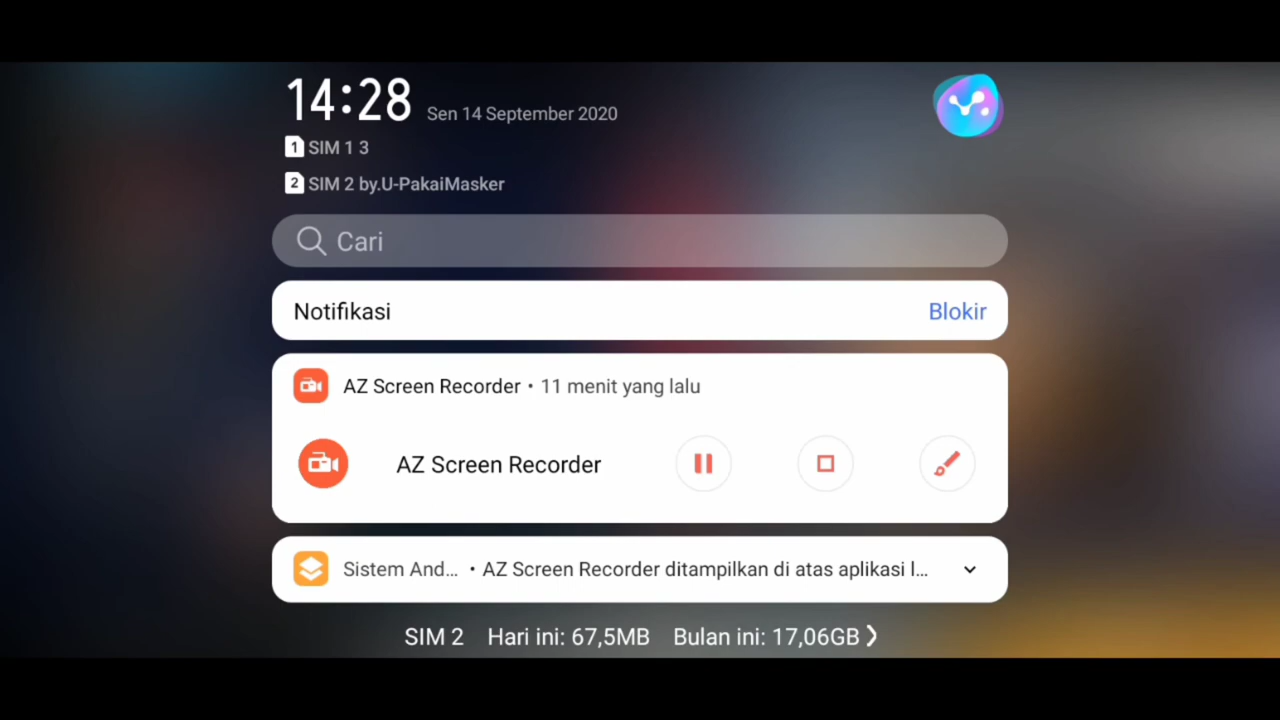 14:28 Sen 14 September 2020
1 SIM 1 3
2 SIM 2 by.U-PakaiMasker
Cari
Notifikasi Blokir
AZ Screen Recorder • 11 menit yang lalu
AZ Screen Recorder
Sistem And... • AZ Screen Recorder ditampilkan di atas aplikasi l...
SIM 2 Hari ini: 67,5MB Bulan ini: 17,06GB